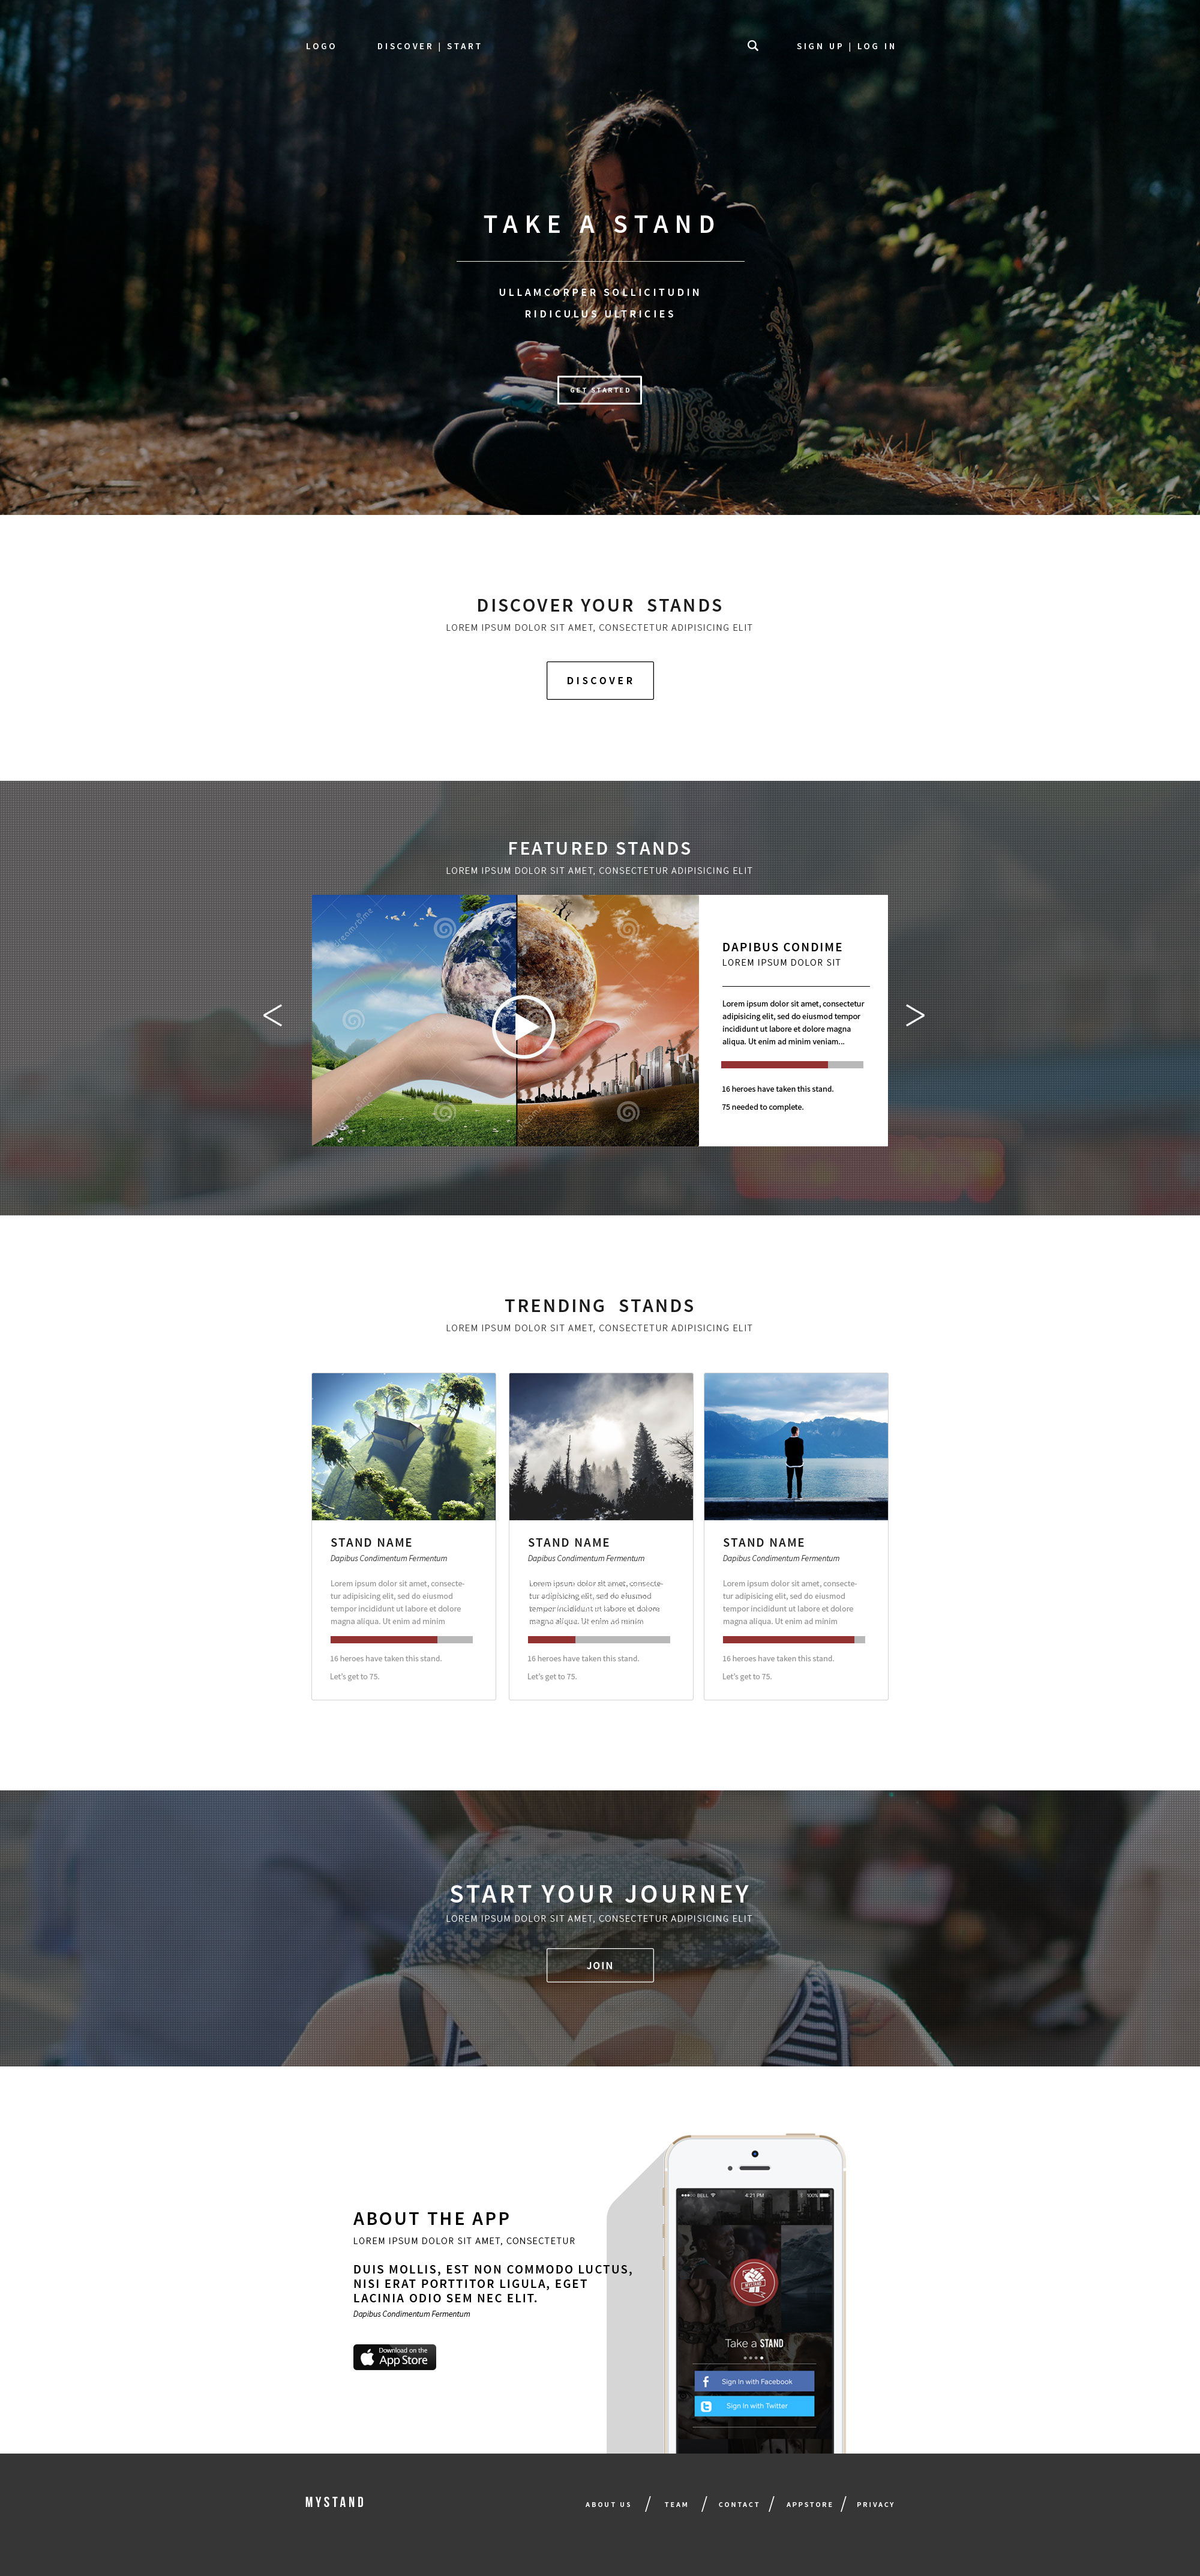 LOGO
DISCOVER | START
SIGN UP | LOG IN
TAKE A STAND
ULLAMCORPER SOLLICITUDIN
RIDICULUS ULTRICIES
GET STARTED
DISCOVER YOUR STANDS
LOREM IPSUM DOLOR SIT AMET, CONSECTETUR ADIPISICING ELIT
DISCOVER
FEATURED STANDS
LOREM IPSUM DOLOR SIT AMET, CONSECTETUR ADIPISICING ELIT
<
DAPIBUS CONDIME
LOREM IPSUM DOLOR SIT
Lorem ipsum dolor sit amet, consectetur
adipisicing elit, sed do eiusmod tempor
incididunt ut labore et dolore magna
aliqua. Ut enim ad minim veniam...
16 heroes have taken this stand.
75 needed to complete.
>
TRENDING STANDS
LOREM IPSUM DOLOR SIT AMET, CONSECTETUR ADIPISICING ELIT
STAND NAME
Dapibus Condimentum Fermentum
Lorem ipsum dolor sit amet, consecte-
tur adipisicing elit, sed do eiusmod
tempor incididunt ut labore et dolore
magna aliqua. Ut enim ad minim
16 heroes have taken this stand.
Let's get to 75.
STAND NAME
Dapibus Condimentum Fermentum
Lorem ipsum dolor sit amet, consecte-
tur adipisicing elit, sed do eiusmod
tempor incididunt ut labore et dolore
magna aliqua. Ut enim ad minim
16 heroes have taken this stand.
Let's get to 75.
STAND NAME
Dapibus Condimentum Fermentum
Lorem ipsum dolor sit amet, consecte-
tur adipisicing elit, sed do eiusmod
tempor incididunt ut labore et dolore
magna aliqua. Ut enim ad minim
16 heroes have taken this stand.
Let's get to 75.
START YOUR JOURNEY
LOREM IPSUM DOLOR SIT AMET, CONSECTETUR ADIPISICING ELIT
JOIN
ABOUT THE APP
LOREM IPSUM DOLOR SIT AMET, CONSECTETUR
DUIS MOLLIS, EST NON COMMODO LUCTUS,
NISI ERAT PORTTITOR LIGULA, EGET
LACINIA ODIO SEM NEC ELIT.
Dapibus Condimentum Fermentum
Download on the
App Store
BELL 4:21 PM 100%
MYSTAND
Take a STAND
Sign In with Facebook
Sign In with Twitter
MYSTAND
ABOUT US / TEAM / CONTACT / APPSTORE / PRIVACY